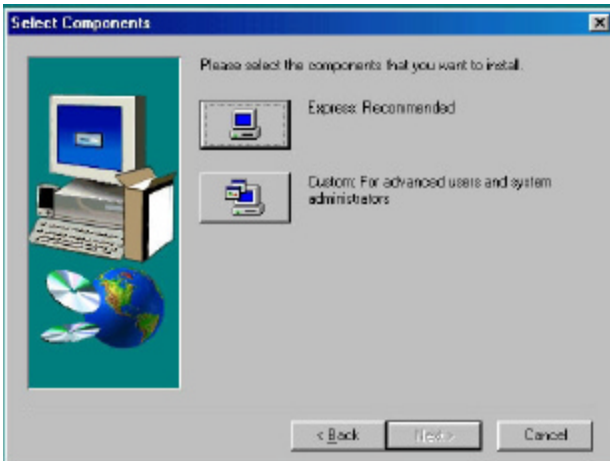 Select Components
Please select the components that you want to install.
Express: Recommended
Custom: For advanced users and system
administrators
< Back
Next >
Cancel